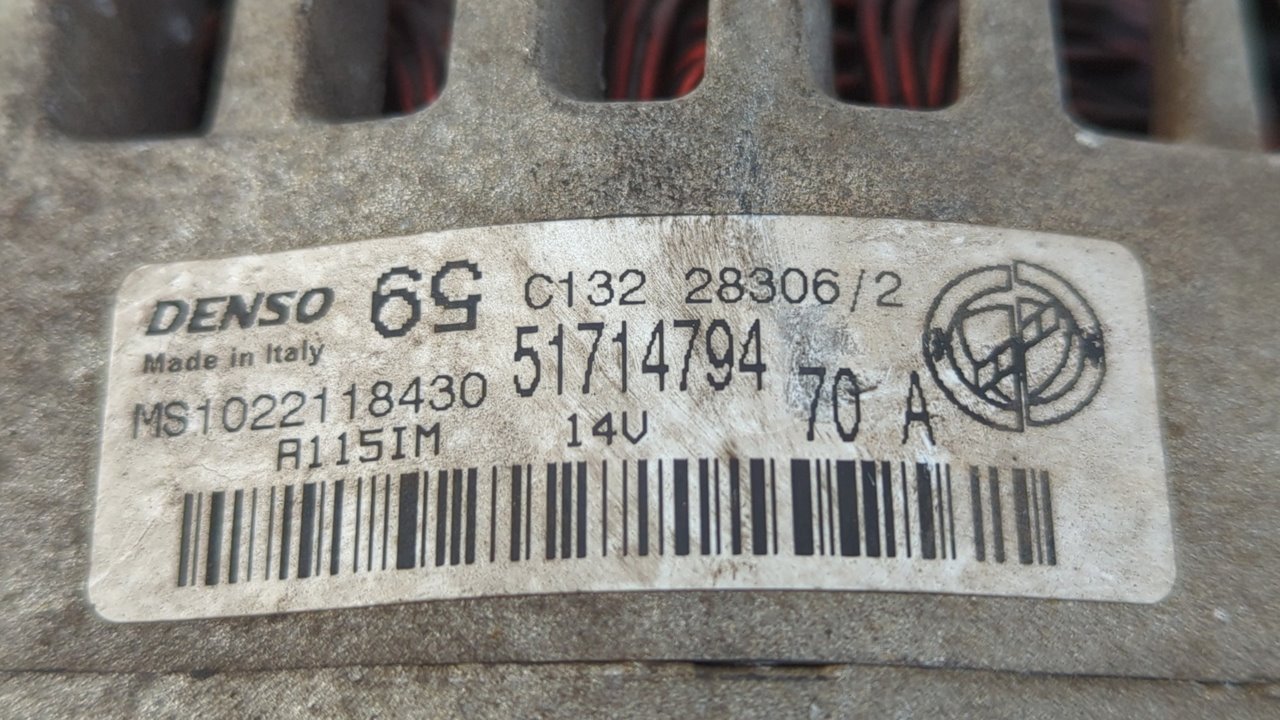 DENSO 59 C132 28306/2
Made in Italy 51714794
MS1022118430 70 A
A115IM 14V